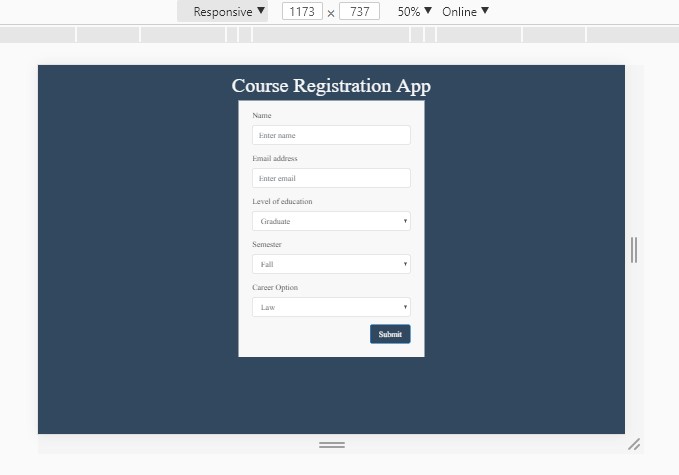 Responsive ▼ 1173 x 737 50% ▼ Online ▼
Course Registration App
Name
Enter name
Email address
Enter email
Level of education
Graduate
Semester
Fall
Career Option
Law
Submit